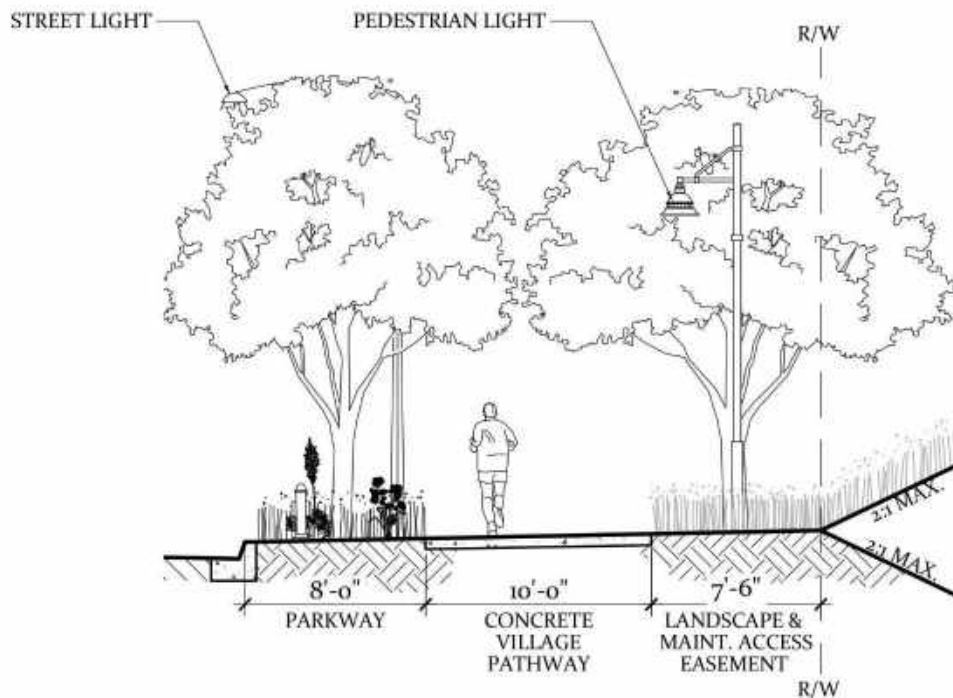 STREET LIGHT
PEDESTRIAN LIGHT
R/W
2:1 MAX.
2:1 MAX.
8'-0"
10'-0"
7'-6"
PARKWAY
CONCRETE
VILLAGE
PATHWAY
LANDSCAPE &
MAINT. ACCESS
EASEMENT
R/W